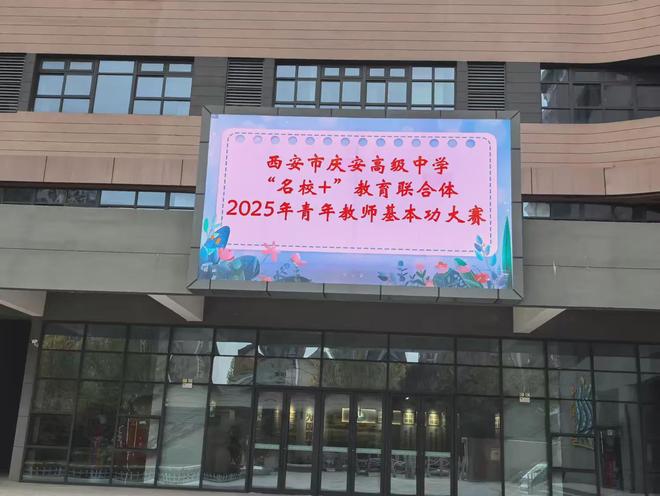 西安市庆安高级中学
“名校+”教育联合体
2025年青年教师基本功大赛